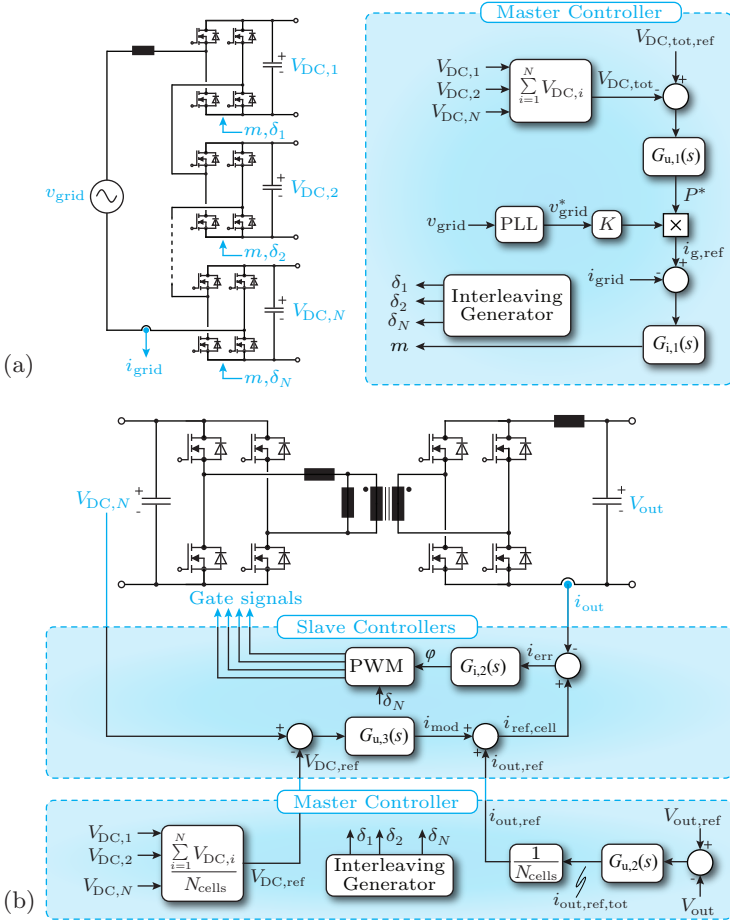 Master Controller
V_DC,tot,ref
V_DC,1
V_DC,2
V_DC,N
N
∑ V_DC,i
i=1
V_DC,tot
+
-
G_u,1(s)
P*
v_grid
PLL
v*_grid
K
×
i_g,ref
+
-
i_grid
δ_1
δ_2
δ_N
Interleaving
Generator
m
G_i,1(s)
+
-
V_DC,1
m,δ_1
+
-
V_DC,2
v_grid
m,δ_2
+
-
V_DC,N
i_grid
m,δ_N
(a)
V_DC,N
+
-
+
-
V_out
Gate signals
i_out
Slave Controllers
PWM
φ
G_i,2(s)
i_err
-
+
δ_N
+
-
V_DC,ref
G_u,3(s)
i_mod
+
+
i_ref,cell
i_out,ref
Master Controller
V_DC,1
V_DC,2
V_DC,N
N
∑ V_DC,i
i=1
N_cells
V_DC,ref
δ_1 δ_2 δ_N
Interleaving
Generator
i_out,ref
1
N_cells
i_out,ref,tot
G_u,2(s)
V_out,ref
+
-
V_out
(b)